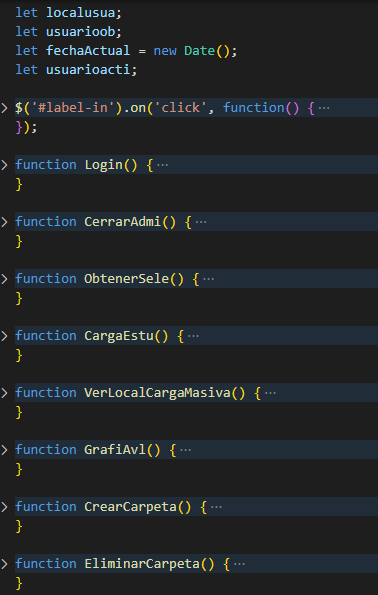 let localusua;
let usuarioob;
let fechaActual = new Date();
let usuarioacti;
$('#label-in').on('click', function() {···
});
function Login() {···
}
function CerrarAdmi() {···
}
function ObtenerSele() {···
}
function CargaEstu() {···
}
function VerLocalCargaMasiva() {···
}
function GrafiAvl() {···
}
function CrearCarpeta() {···
}
function EliminarCarpeta() {···
}